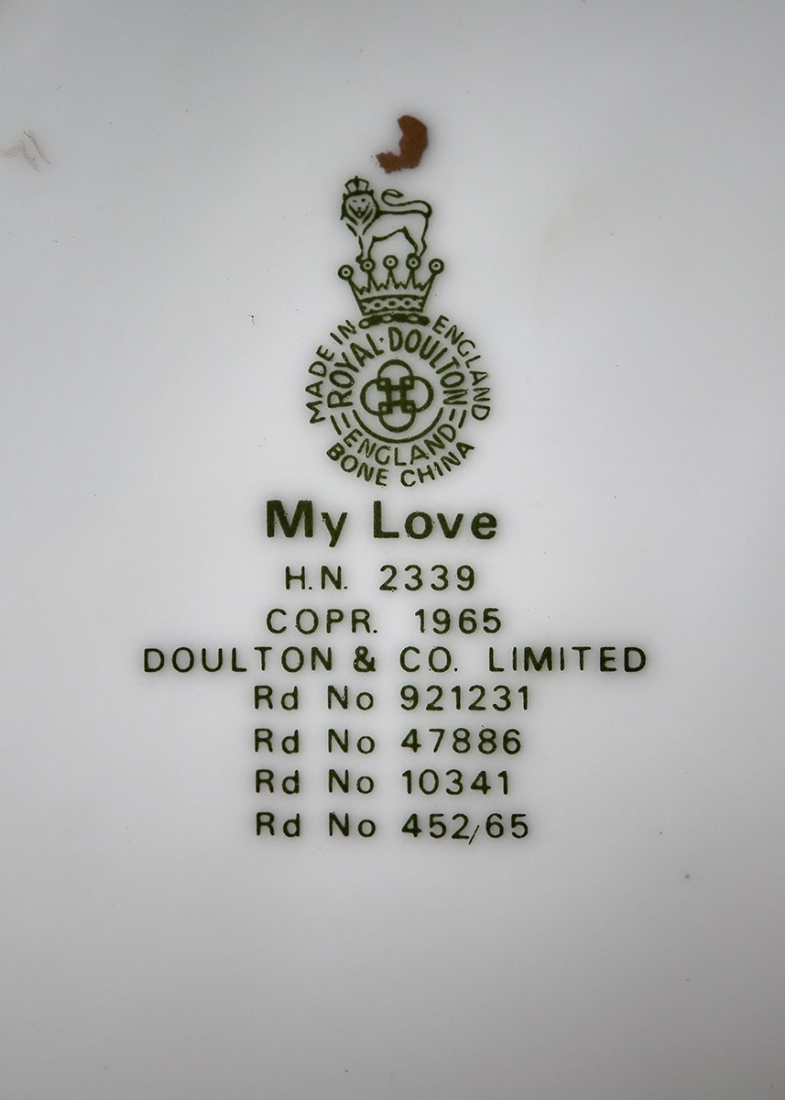 MADE IN ENGLAND
ROYAL·DOULTON
ENGLAND
BONE CHINA
My Love
H.N. 2339
COPR. 1965
DOULTON & CO. LIMITED
Rd No 921231
Rd No 47886
Rd No 10341
Rd No 452/65